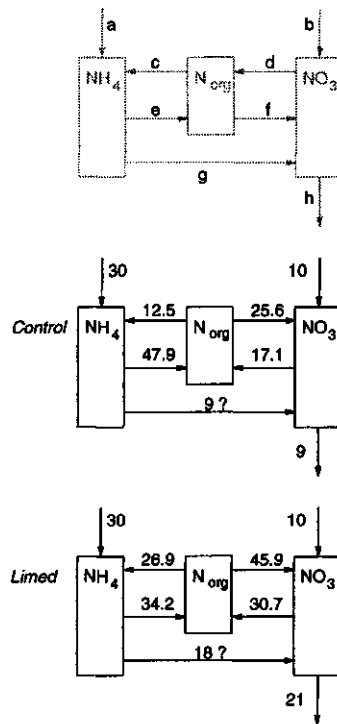 a b
c d
NH4 Norg NO3
e f
g
h
30 10
Control 12.5 25.6
NH4 Norg NO3
47.9 17.1
9 ?
9
30 10
Limed 26.9 45.9
NH4 Norg NO3
34.2 30.7
18 ?
21